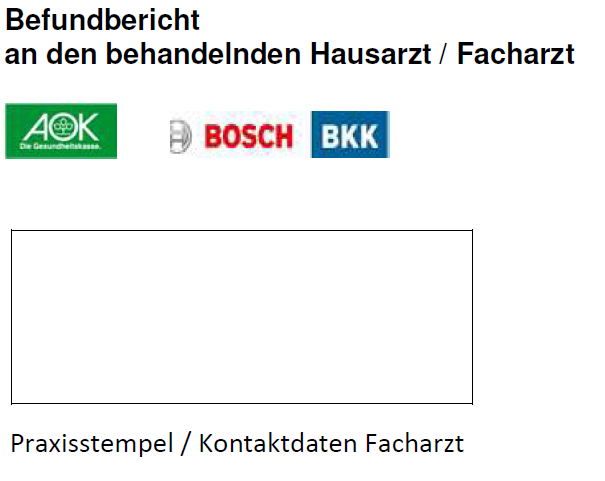 Befundbericht
an den behandelnden Hausarzt / Facharzt
AOK
Die Gesundheitskasse.
BOSCH BKK
Praxisstempel / Kontaktdaten Facharzt